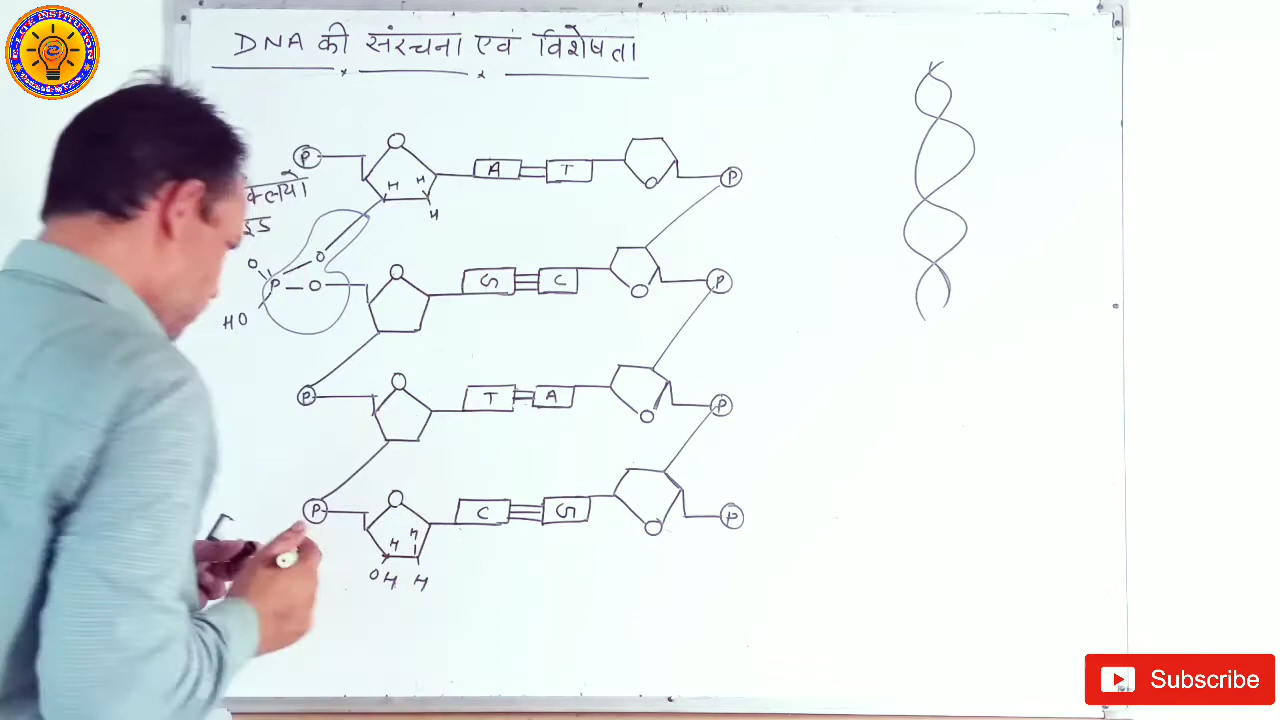 DNA की संरचना एवं विशेषता
P A T P
H H
H
O
P O
O
HO
G C P
P T A P
P C G P
H H
OH H
Subscribe